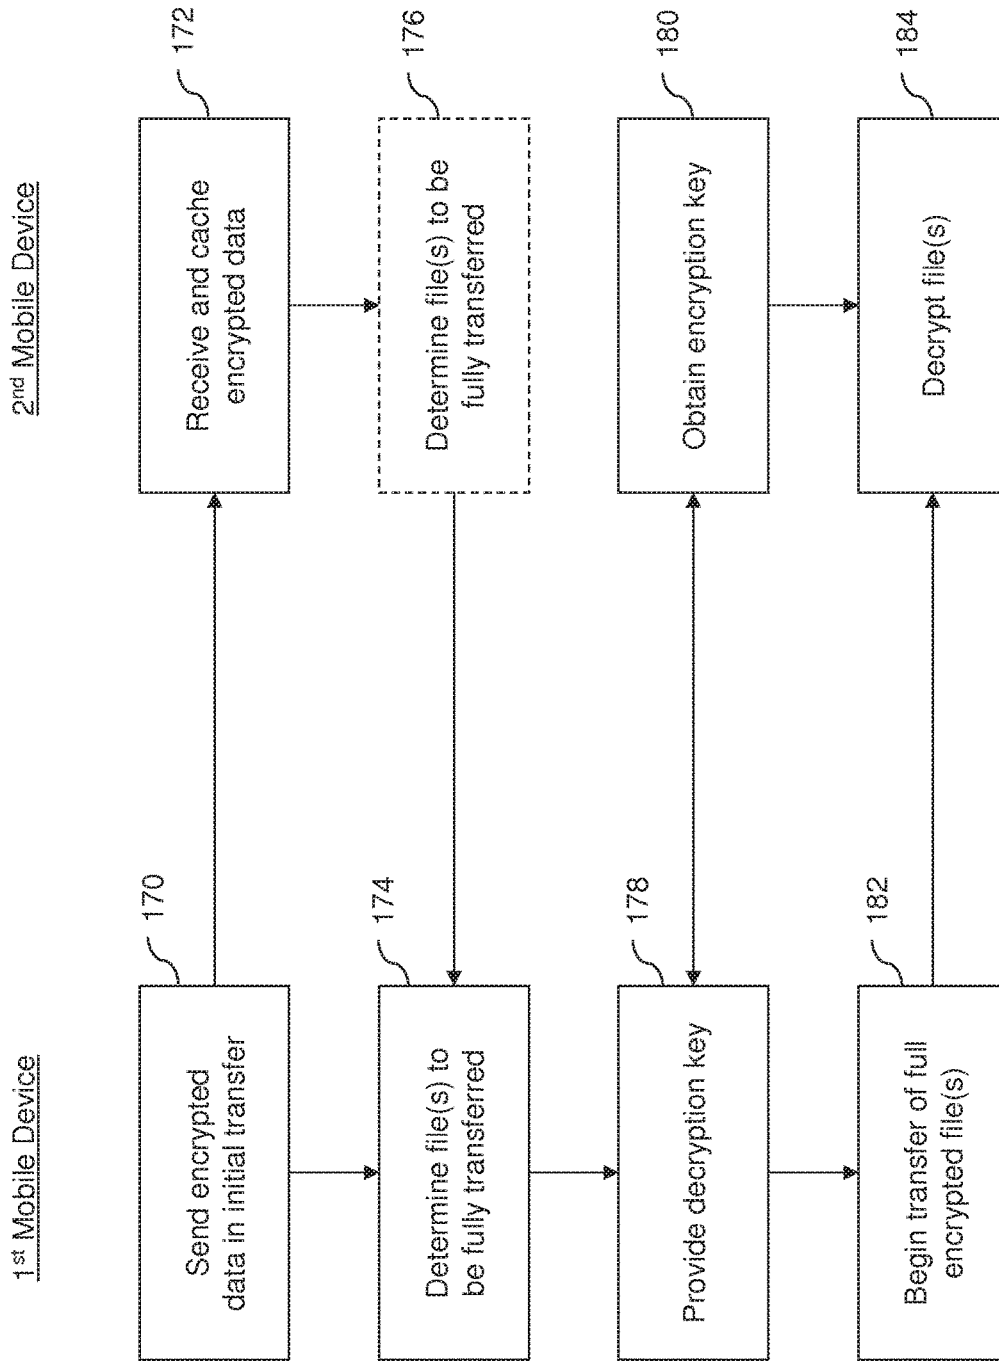 1st Mobile Device
2nd Mobile Device
170
Send encrypted
data in initial transfer
172
Receive and cache
encrypted data
174
Determine file(s) to
be fully transferred
176
Determine file(s) to be
fully transferred
178
Provide decryption key
180
Obtain encryption key
182
Begin transfer of full
encrypted file(s)
184
Decrypt file(s)